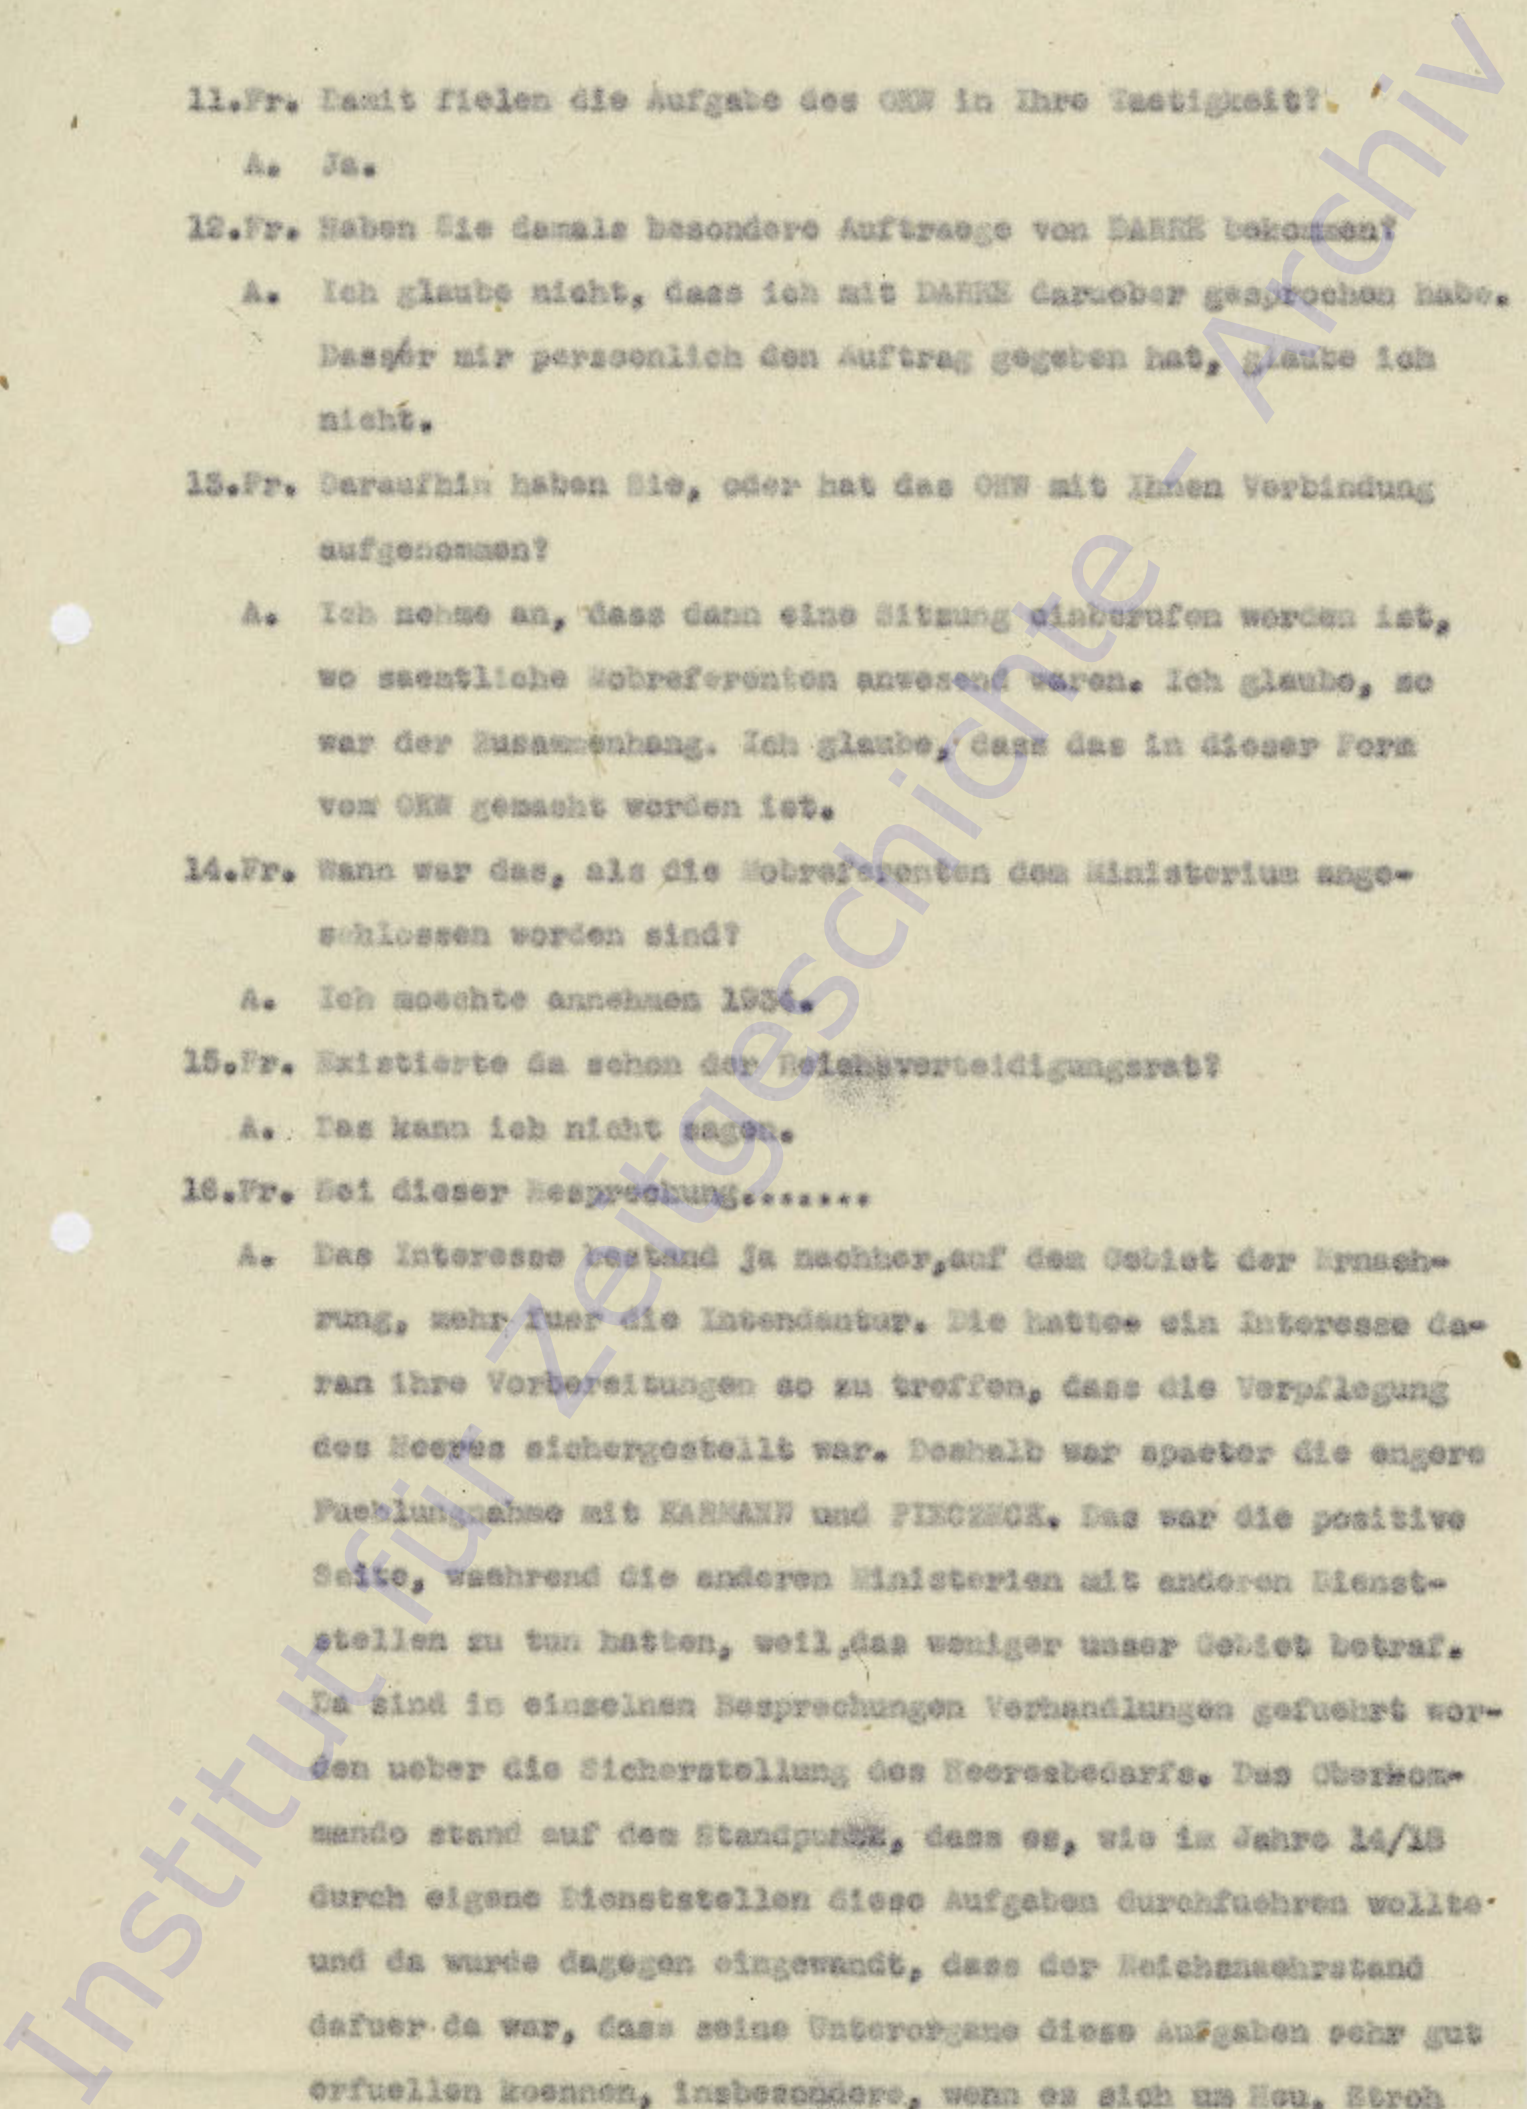 11.Fr. Damit fielen die Aufgabe des OKW in Ihre Taetigkeit?
A. Ja.
12.Fr. Haben Sie damals besondere Auftraege von DARRE bekommen?
A. Ich glaube nicht, dass ich mit DARRE darueber gesprochen habe.
Dass er mir persoenlich den Auftrag gegeben hat, glaube ich
nicht.
13.Fr. Daraufhin haben Sie, oder hat das OKW mit Ihnen Verbindung
aufgenommen?
A. Ich nehme an, dass dann eine Sitzung einberufen worden ist,
wo saemtliche Mobreferenten anwesend waren. Ich glaube, so
war der Zusammenhang. Ich glaube, dass das in dieser Form
vom OKW gemacht worden ist.
14.Fr. Wann war das, als die Mobreferenten dem Ministerium ange-
schlossen worden sind?
A. Ich moechte annehmen 1934.
15.Fr. Existierte da schon der Reichsverteidigungsrat?
A. Das kann ich nicht sagen.
16.Fr. Bei dieser Besprechung.......
A. Das Interesse bestand ja nachher,auf dem Gebiet der Ernaeh-
rung, mehr fuer die Intendantur. Die hatte ein Interesse da-
ran ihre Vorbereitungen so zu treffen, dass die Verpflegung
des Heeres sichergestellt war. Deshalb war spaeter die engere
Fuehlungnahme mit KARMANN und PIECZECK. Das war die positive
Seite, waehrend die anderen Ministerien mit anderen Dienst-
stellen zu tun hatten, weil,das weniger unser Gebiet betraf.
Da sind in einzelnen Besprechungen Verhandlungen gefuehrt wor-
den ueber die Sicherstellung des Heeresbedarfs. Das Oberkom-
mando stand auf dem Standpunkt, dass es, wie im Jahre 14/18
durch eigene Dienststellen diese Aufgaben durchfuehren wollte
und da wurde dagegen eingewandt, dass der Reichsnaehrstand
dafuer da war, dass seine Unterorgane diese Aufgaben sehr gut
erfuellen koennen, insbesondere, wenn es sich um Heu, Stroh
Institut für Zeitgeschichte - Archiv